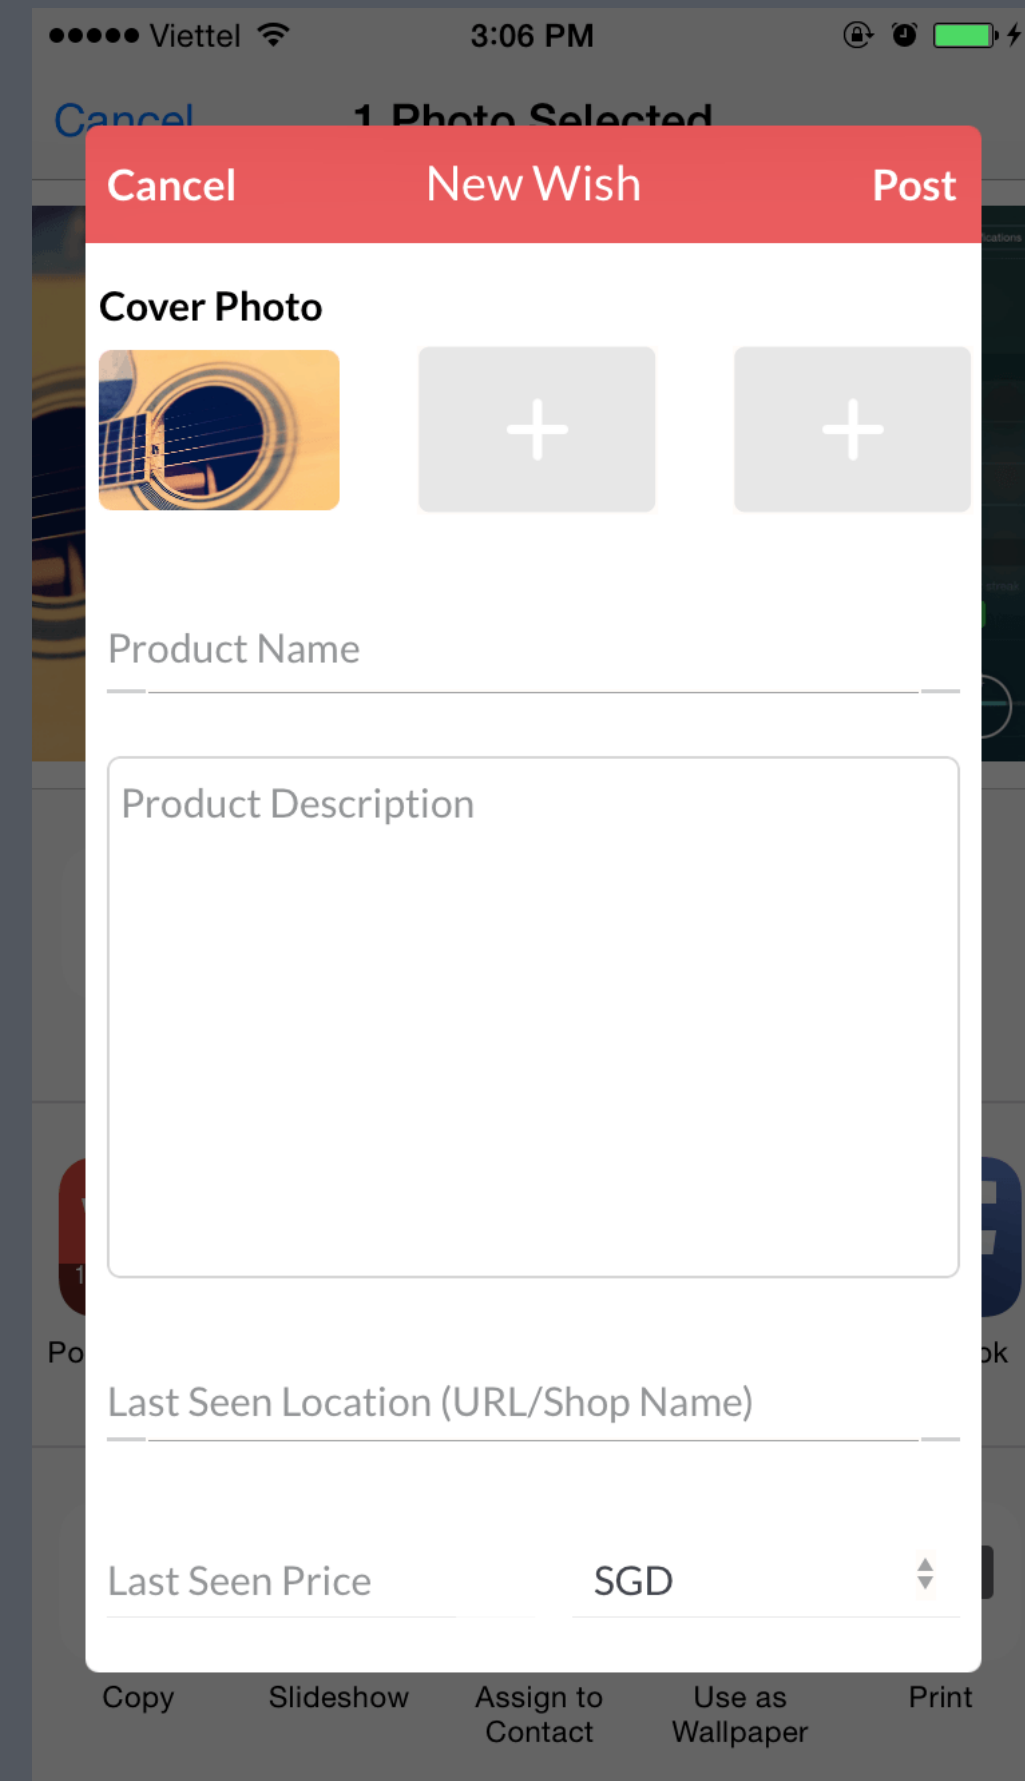 Viettel 3:06 PM
Cancel 1 Photo Selected
Cancel New Wish Post
Cover Photo
Product Name
Product Description
Last Seen Location (URL/Shop Name)
Last Seen Price SGD
Copy Slideshow Assign to Contact Use as Wallpaper Print